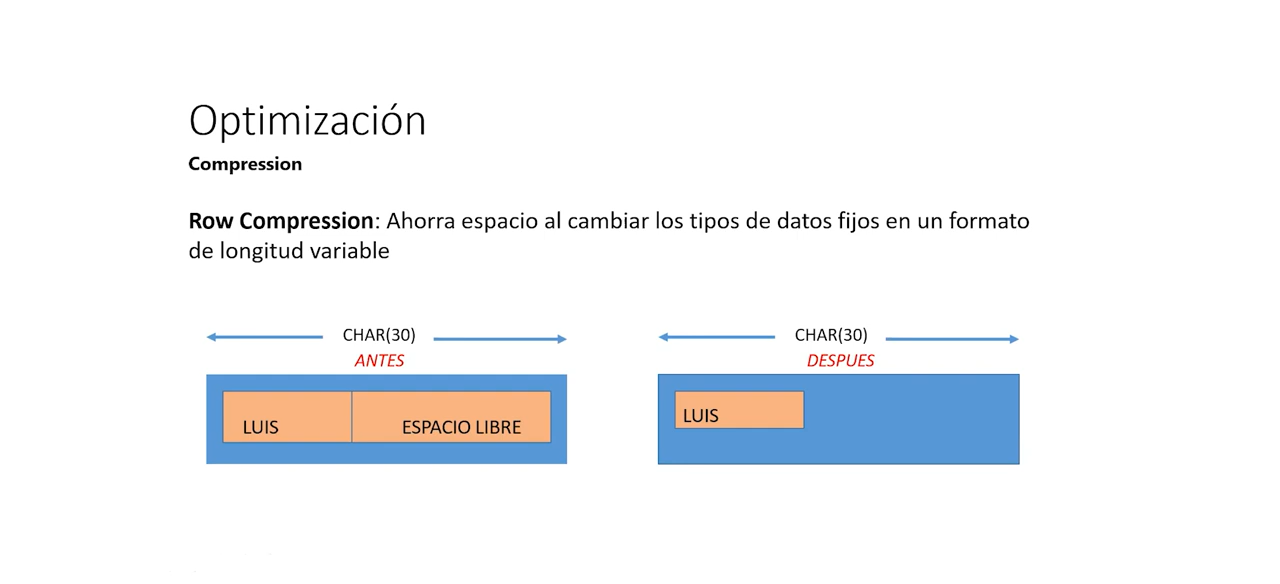 Optimización
Compression
Row Compression: Ahorra espacio al cambiar los tipos de datos fijos en un formato
de longitud variable
CHAR(30)
ANTES
LUIS
ESPACIO LIBRE
CHAR(30)
DESPUES
LUIS